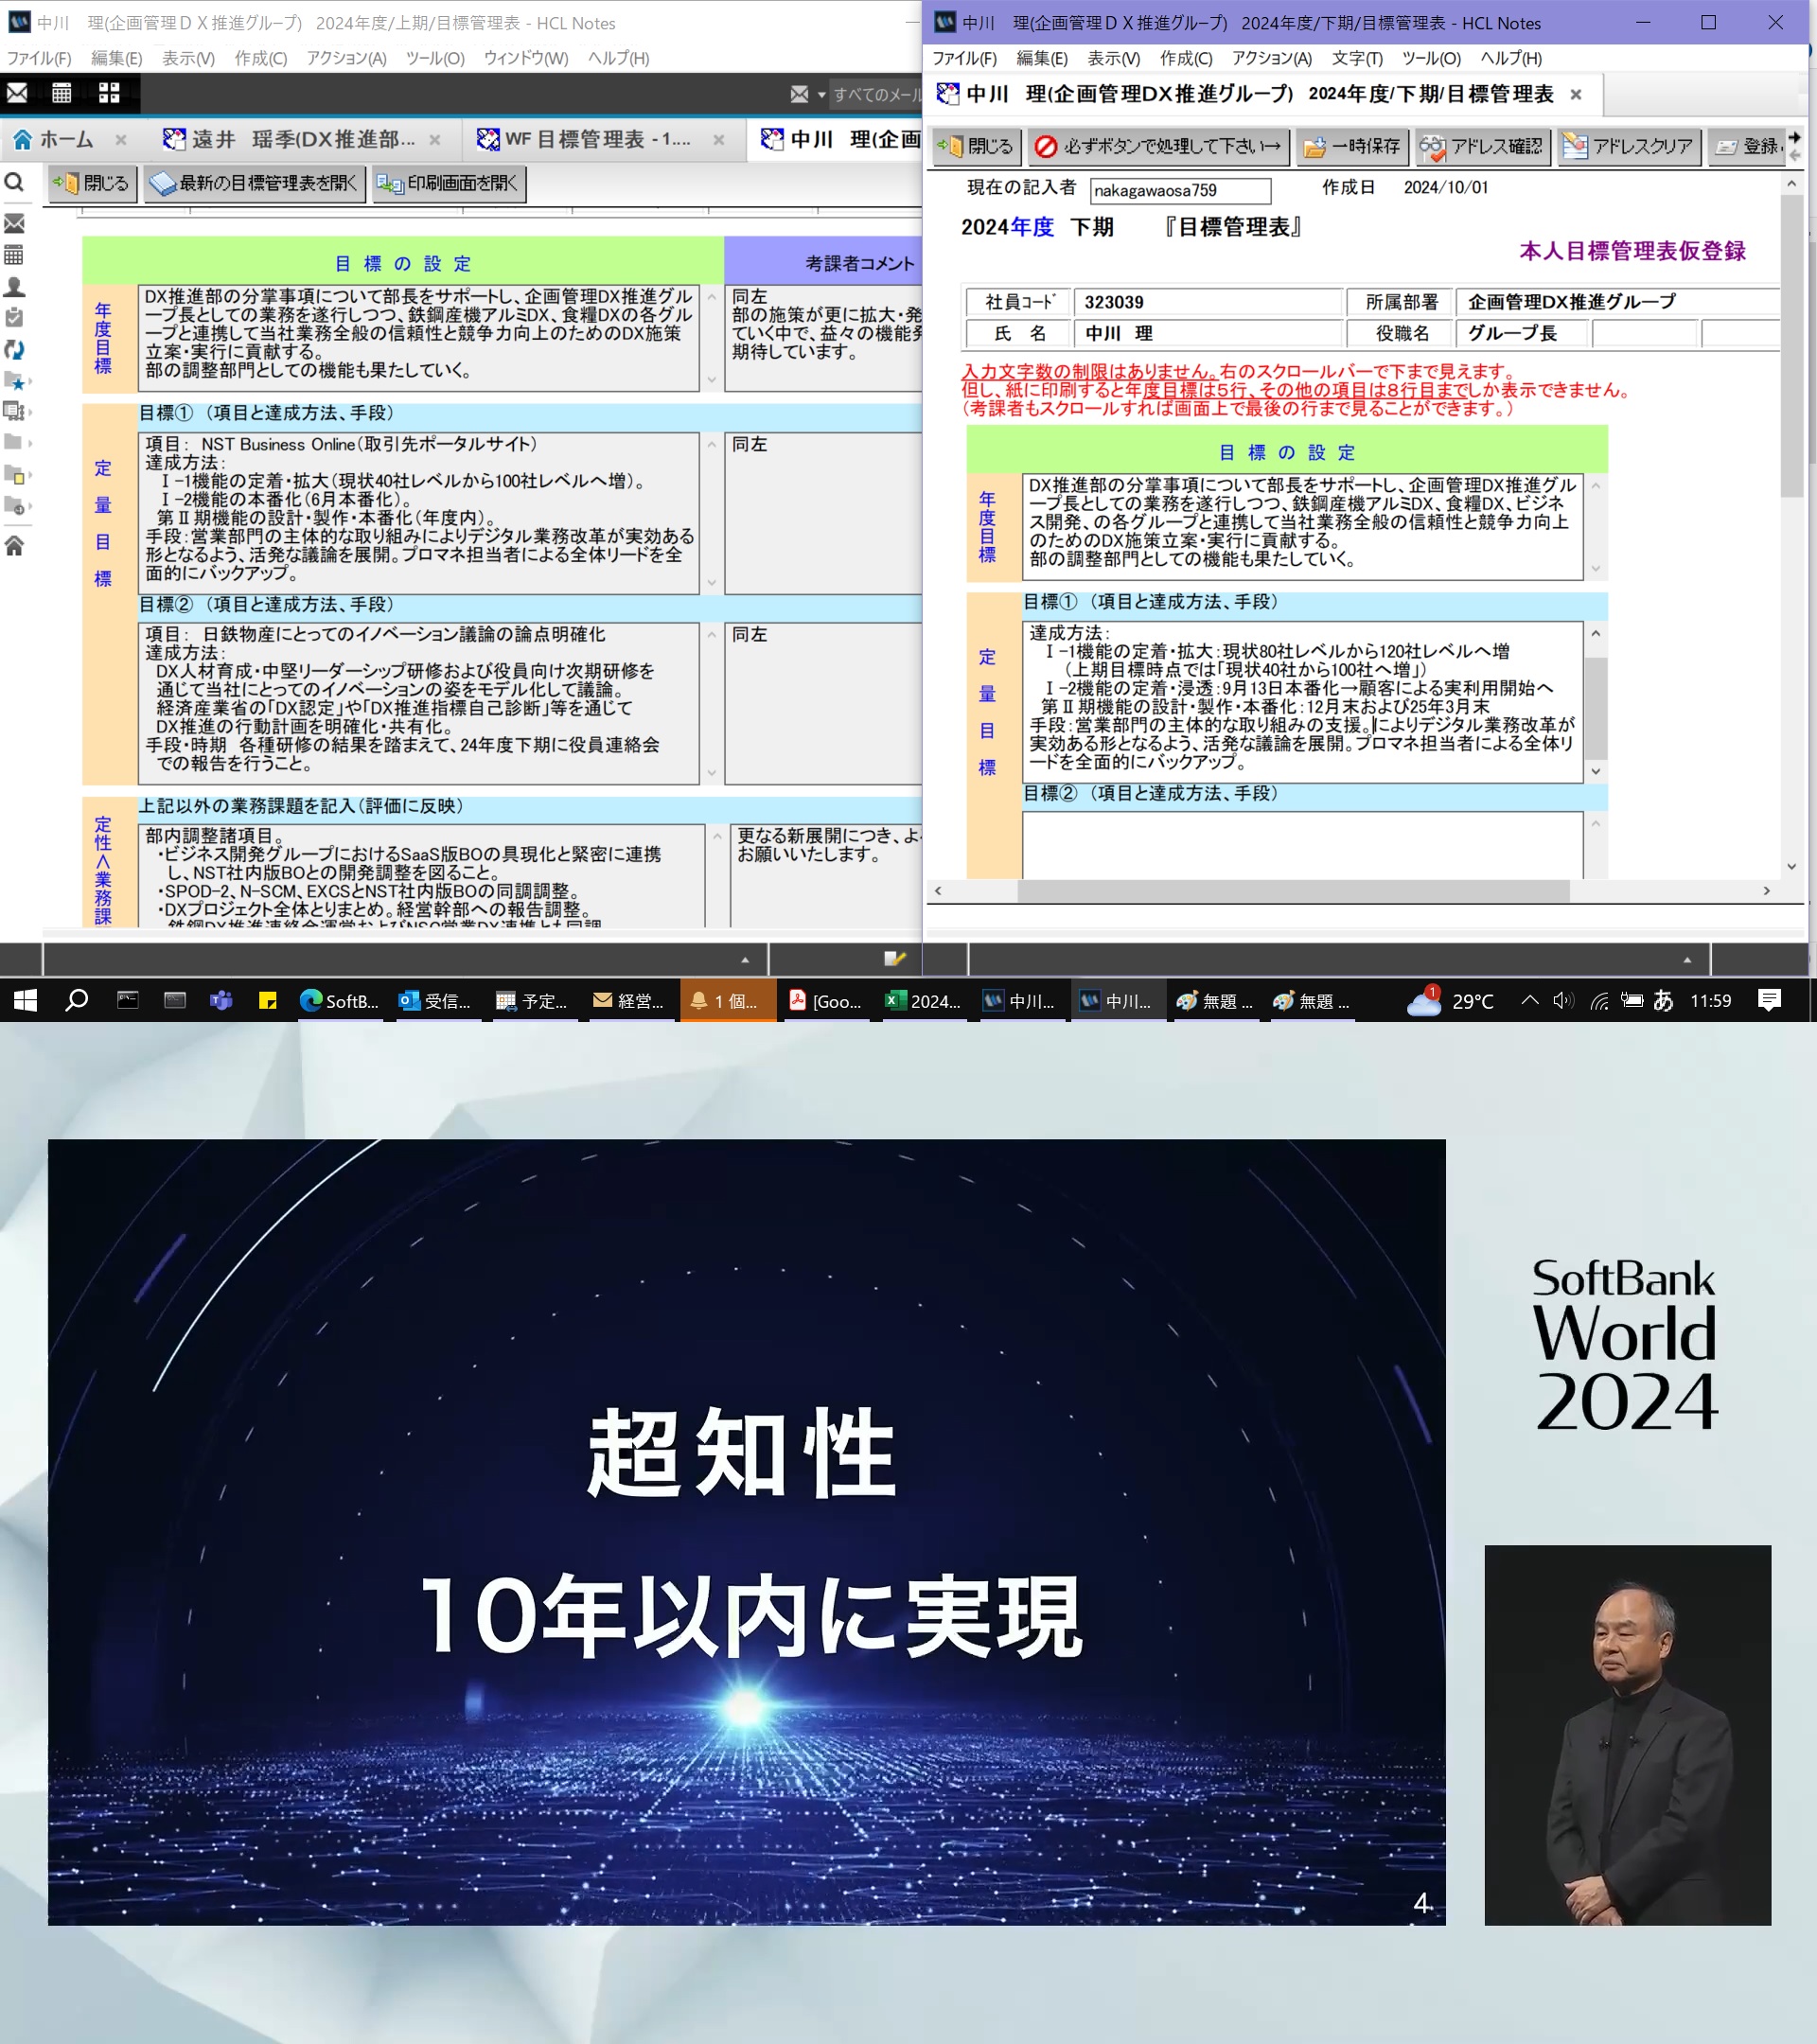 中川　理(企画管理ＤＸ推進グループ)　2024年度/上期/目標管理表 - HCL Notes
ファイル(F)　編集(E)　表示(V)　作成(C)　アクション(A)　ツール(O)　ウィンドウ(W)　ヘルプ(H)
すべてのメール
ホーム　遠井　瑶季(DX推進部...　WF 目標管理表 - 1....　中川　理(企画
閉じる　最新の目標管理表を開く　印刷画面を開く
目 標 の 設 定　考課者コメント
年度目標
DX推進部の分掌事項について部長をサポートし、企画管理DX推進グル
ープ長としての業務を遂行しつつ、鉄鋼産機アルミDX、食糧DXの各グル
ープと連携して当社業務全般の信頼性と競争力向上のためのDX施策
立案・実行に貢献する。
部の調整部門としての機能も果たしていく。
同左
部の施策が更に拡大・発
ていく中で、益々の機能発
期待しています。
定量目標
目標①　（項目と達成方法、手段）
項目：　NST Business Online（取引先ポータルサイト）
達成方法：
Ⅰ-1機能の定着・拡大（現状40社レベルから100社レベルへ増）。
Ⅰ-2機能の本番化（6月本番化）。
第Ⅱ期機能の設計・製作・本番化（年度内）。
手段：営業部門の主体的な取り組みによりデジタル業務改革が実効ある
形となるよう、活発な議論を展開。プロマネ担当者による全体リードを全
面的にバックアップ。
同左
目標②　（項目と達成方法、手段）
項目：　日鉄物産にとってのイノベーション議論の論点明確化
達成方法：
DX人材育成・中堅リーダーシップ研修および役員向け次期研修を
通じて当社にとってのイノベーションの姿をモデル化して議論。
経済産業省の「DX認定」や「DX推進指標自己診断」等を通じて
DX推進の行動計画を明確化・共有化。
手段・時期　各種研修の結果を踏まえて、24年度下期に役員連絡会
での報告を行うこと。
同左
定性＜業務課
上記以外の業務課題を記入（評価に反映）
部内調整諸項目。
・ビジネス開発グループにおけるSaaS版BOの具現化と緊密に連携
し、NST社内版BOとの開発調整を図ること。
・SPOD-2、N-SCM、EXCSとNST社内版BOの同調調整。
・DXプロジェクト全体とりまとめ。経営幹部への報告調整。
・鉄鋼DX推進連絡会運営およびNSC営業DX連携とも同調
更なる新展開につき、よ
お願いいたします。
中川　理(企画管理ＤＸ推進グループ)　2024年度/下期/目標管理表 - HCL Notes
ファイル(F)　編集(E)　表示(V)　作成(C)　アクション(A)　文字(T)　ツール(O)　ヘルプ(H)
中川　理(企画管理DX推進グループ)　2024年度/下期/目標管理表
閉じる　必ずボタンで処理して下さい→　一時保存　アドレス確認　アドレスクリア　登録
現在の記入者　nakagawaosa759　作成日　2024/10/01
2024年度　下期　『目標管理表』
本人目標管理表仮登録
社員コード　323039　所属部署　企画管理DX推進グループ
氏　名　中川　理　役職名　グループ長
入力文字数の制限はありません。右のスクロールバーで下まで見えます。
但し、紙に印刷すると年度目標は5行、その他の項目は8行目までしか表示できません。
（考課者もスクロールすれば画面上で最後の行まで見ることができます。）
目 標 の 設 定
年度目標
DX推進部の分掌事項について部長をサポートし、企画管理DX推進グル
ープ長としての業務を遂行しつつ、鉄鋼産機アルミDX、食糧DX、ビジネ
ス開発、の各グループと連携して当社業務全般の信頼性と競争力向上
のためのDX施策立案・実行に貢献する。
部の調整部門としての機能も果たしていく。
定量目標
目標①　（項目と達成方法、手段）
達成方法：
Ⅰ-1機能の定着・拡大：現状80社レベルから120社レベルへ増
（上期目標時点では「現状40社から100社へ増」）
Ⅰ-2機能の定着・浸透：9月13日本番化→顧客による実利用開始へ
第Ⅱ期機能の設計・製作・本番化：12月末および25年3月末
手段：営業部門の主体的な取り組みの支援。によりデジタル業務改革が
実効ある形となるよう、活発な議論を展開。プロマネ担当者による全体リ
ードを全面的にバックアップ。
目標②　（項目と達成方法、手段）
SoftB...　受信...　予定...　経営...　1 個...　[Goo...　2024...　中川...　中川...　無題 ...　無題 ...　1　29°C　あ　11:59
超知性
10年以内に実現
4
SoftBank
World
2024